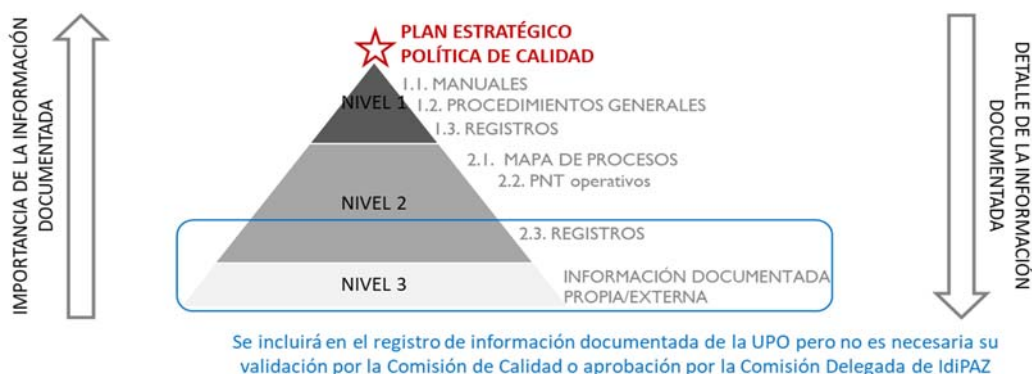 IMPORTANCIA DE LA INFORMACIÓN
DOCUMENTADA
PLAN ESTRATÉGICO
POLÍTICA DE CALIDAD
NIVEL 1
1.1. MANUALES
1.2. PROCEDIMIENTOS GENERALES
1.3. REGISTROS
2.1. MAPA DE PROCESOS
2.2. PNT operativos
NIVEL 2
2.3. REGISTROS
NIVEL 3
INFORMACIÓN DOCUMENTADA
PROPIA/EXTERNA
DETALLE DE LA INFORMACIÓN
DOCUMENTADA
Se incluirá en el registro de información documentada de la UPO pero no es necesaria su
validación por la Comisión de Calidad o aprobación por la Comisión Delegada de IdiPAZ